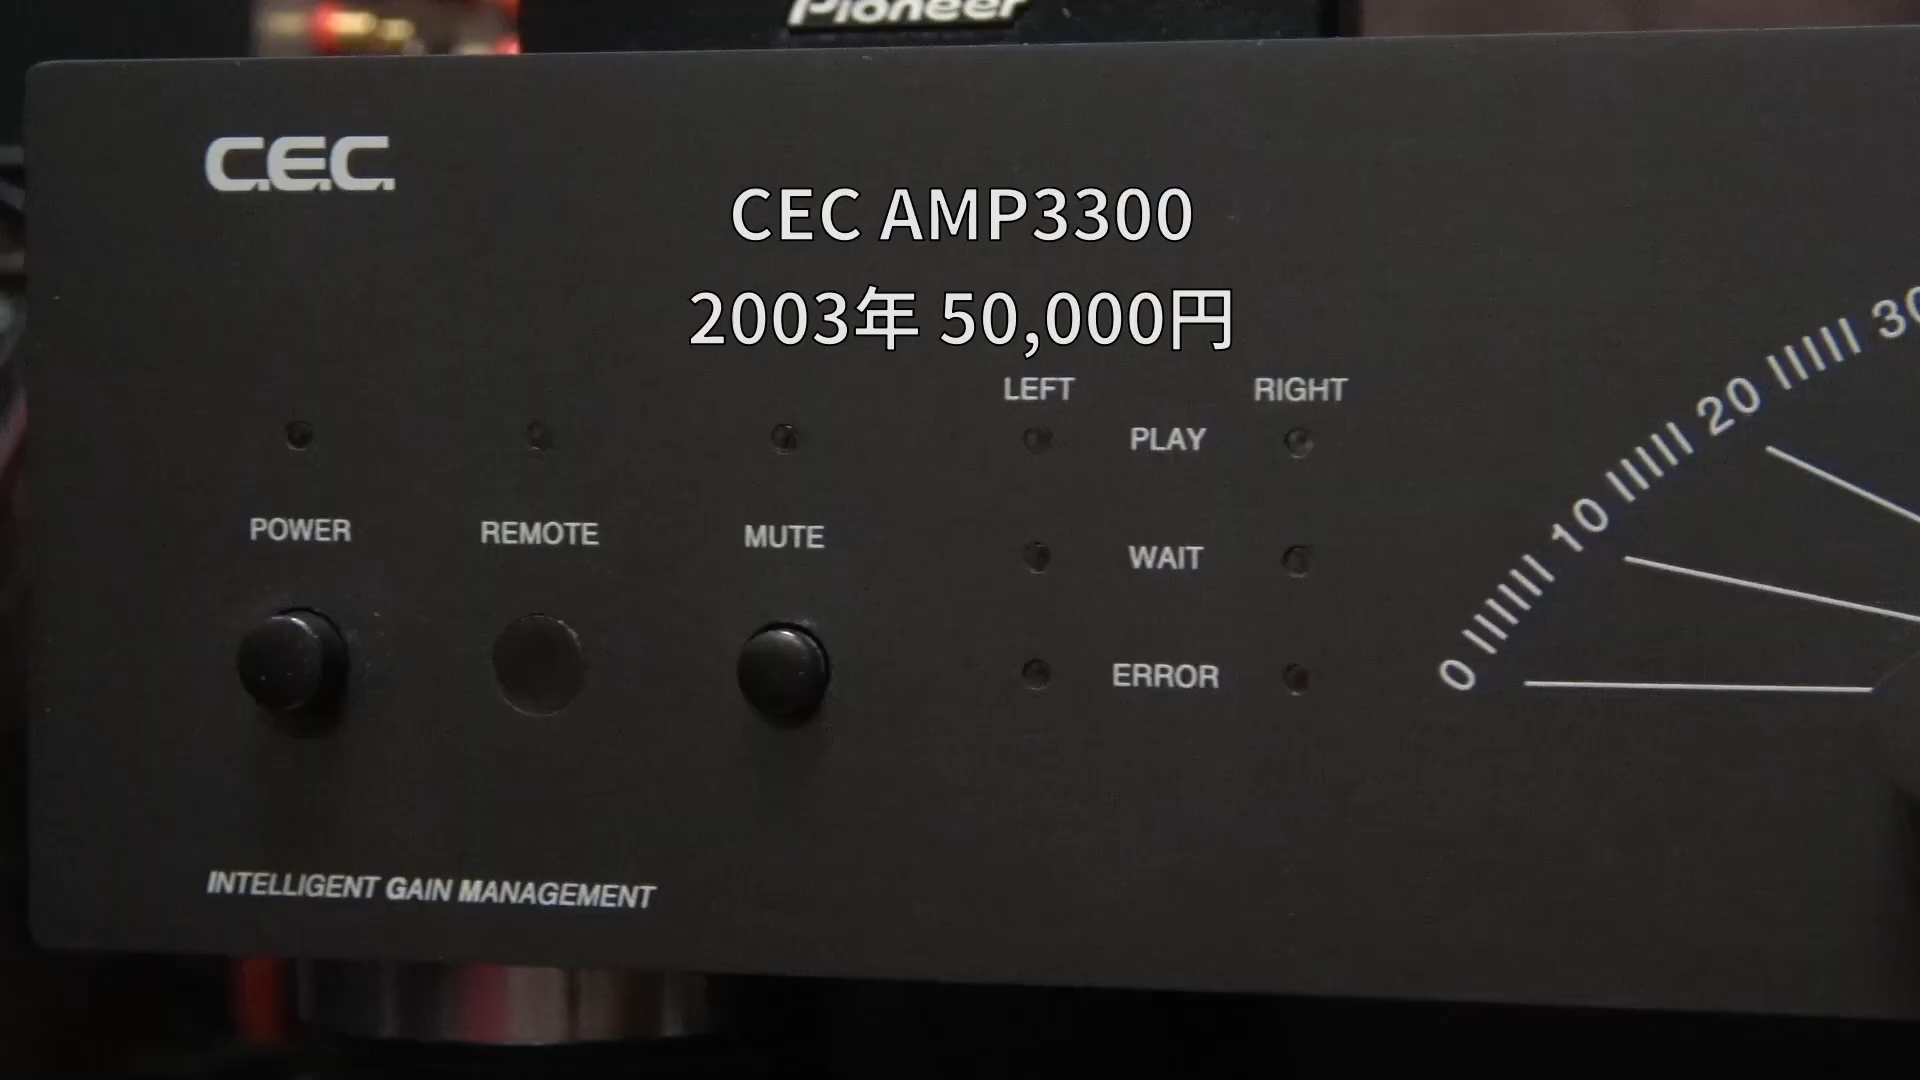 Pioneer
C.E.C.
CEC AMP3300
2003年 50,000円
LEFT RIGHT
PLAY
POWER REMOTE MUTE
WAIT
ERROR
0 10 20 30
INTELLIGENT GAIN MANAGEMENT